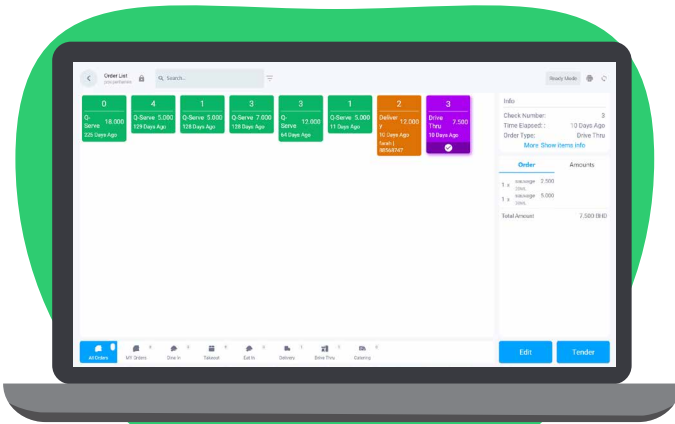 Order List
Search...
Ready Mode
0
Q-Serve 18.000
226 Days Ago
4
Q-Serve 5.000
129 Days Ago
1
Q-Serve 5.000
128 Days Ago
3
Q-Serve 7.000
128 Days Ago
3
Q-Serve 12.000
64 Days Ago
1
Q-Serve 5.000
11 Days Ago
2
Delivery 12.000
10 Days Ago
3
Drive Thru 7.500
10 Days Ago
Info
Check Number: 3
Time Elapsed: : 10 Days Ago
Order Type: Drive Thru
More Show items info
Order Amounts
1 x sausage 2.500
1 x sausage 5.000
Total Amount 7.500 BHD
All Orders
MY Orders
Dine In
Takeout
Eat In
Delivery
Drive Thru
Catering
Edit
Tender